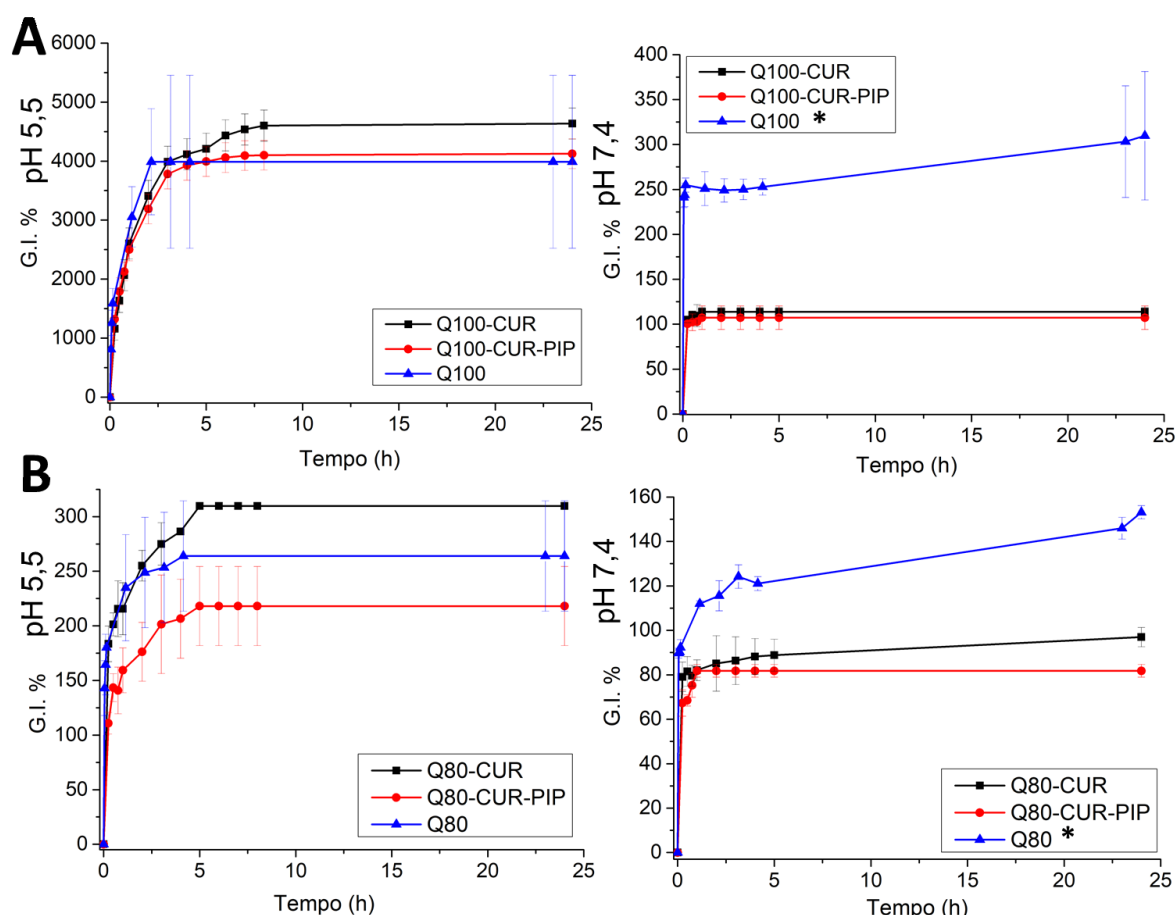 A
G.I. % pH 5,5
6000
5000
4000
3000
2000
1000
0
Q100-CUR
Q100-CUR-PIP
Q100
0 5 10 15 20 25
Tempo (h)
G.I. % pH 7,4
400
350
300
250
200
150
100
50
0
Q100-CUR
Q100-CUR-PIP
Q100 *
0 5 10 15 20 25
Tempo (h)
B
G.I. % pH 5,5
300
250
200
150
100
50
0
Q80-CUR
Q80-CUR-PIP
Q80
0 5 10 15 20 25
Tempo (h)
G.I. % pH 7,4
160
140
120
100
80
60
40
20
0
Q80-CUR
Q80-CUR-PIP
Q80 *
0 5 10 15 20 25
Tempo (h)